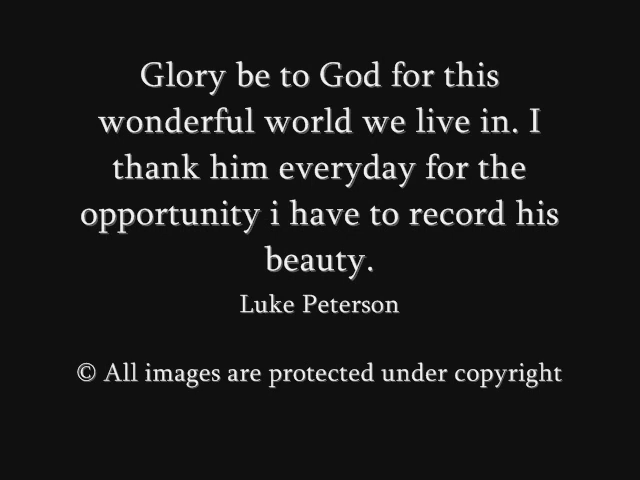 Glory be to God for this
wonderful world we live in. I
thank him everyday for the
opportunity i have to record his
beauty.
Luke Peterson
© All images are protected under copyright